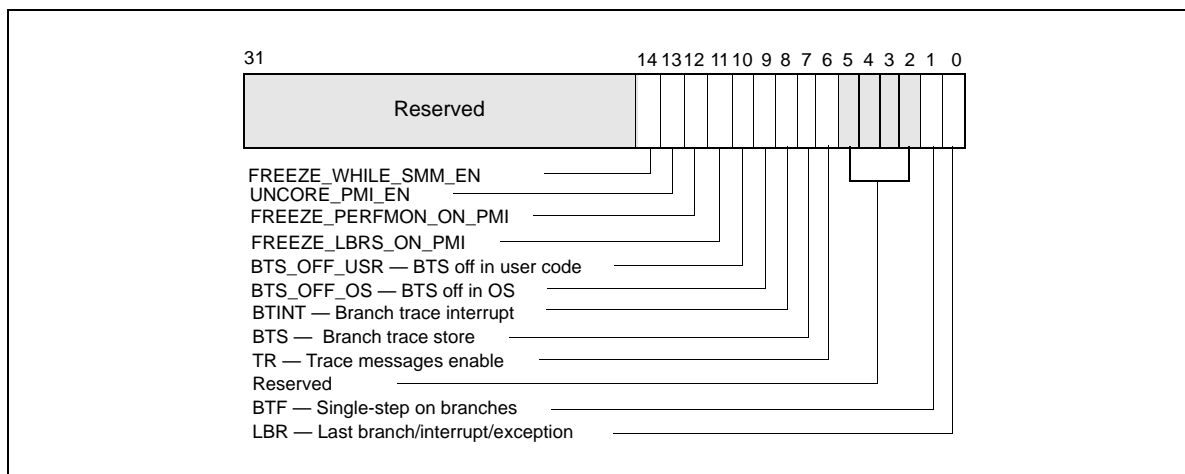 31 14 13 12 11 10 9 8 7 6 5 4 3 2 1 0
Reserved
FREEZE_WHILE_SMM_EN
UNCORE_PMI_EN
FREEZE_PERFMON_ON_PMI
FREEZE_LBRS_ON_PMI
BTS_OFF_USR — BTS off in user code
BTS_OFF_OS — BTS off in OS
BTINT — Branch trace interrupt
BTS — Branch trace store
TR — Trace messages enable
Reserved
BTF — Single-step on branches
LBR — Last branch/interrupt/exception